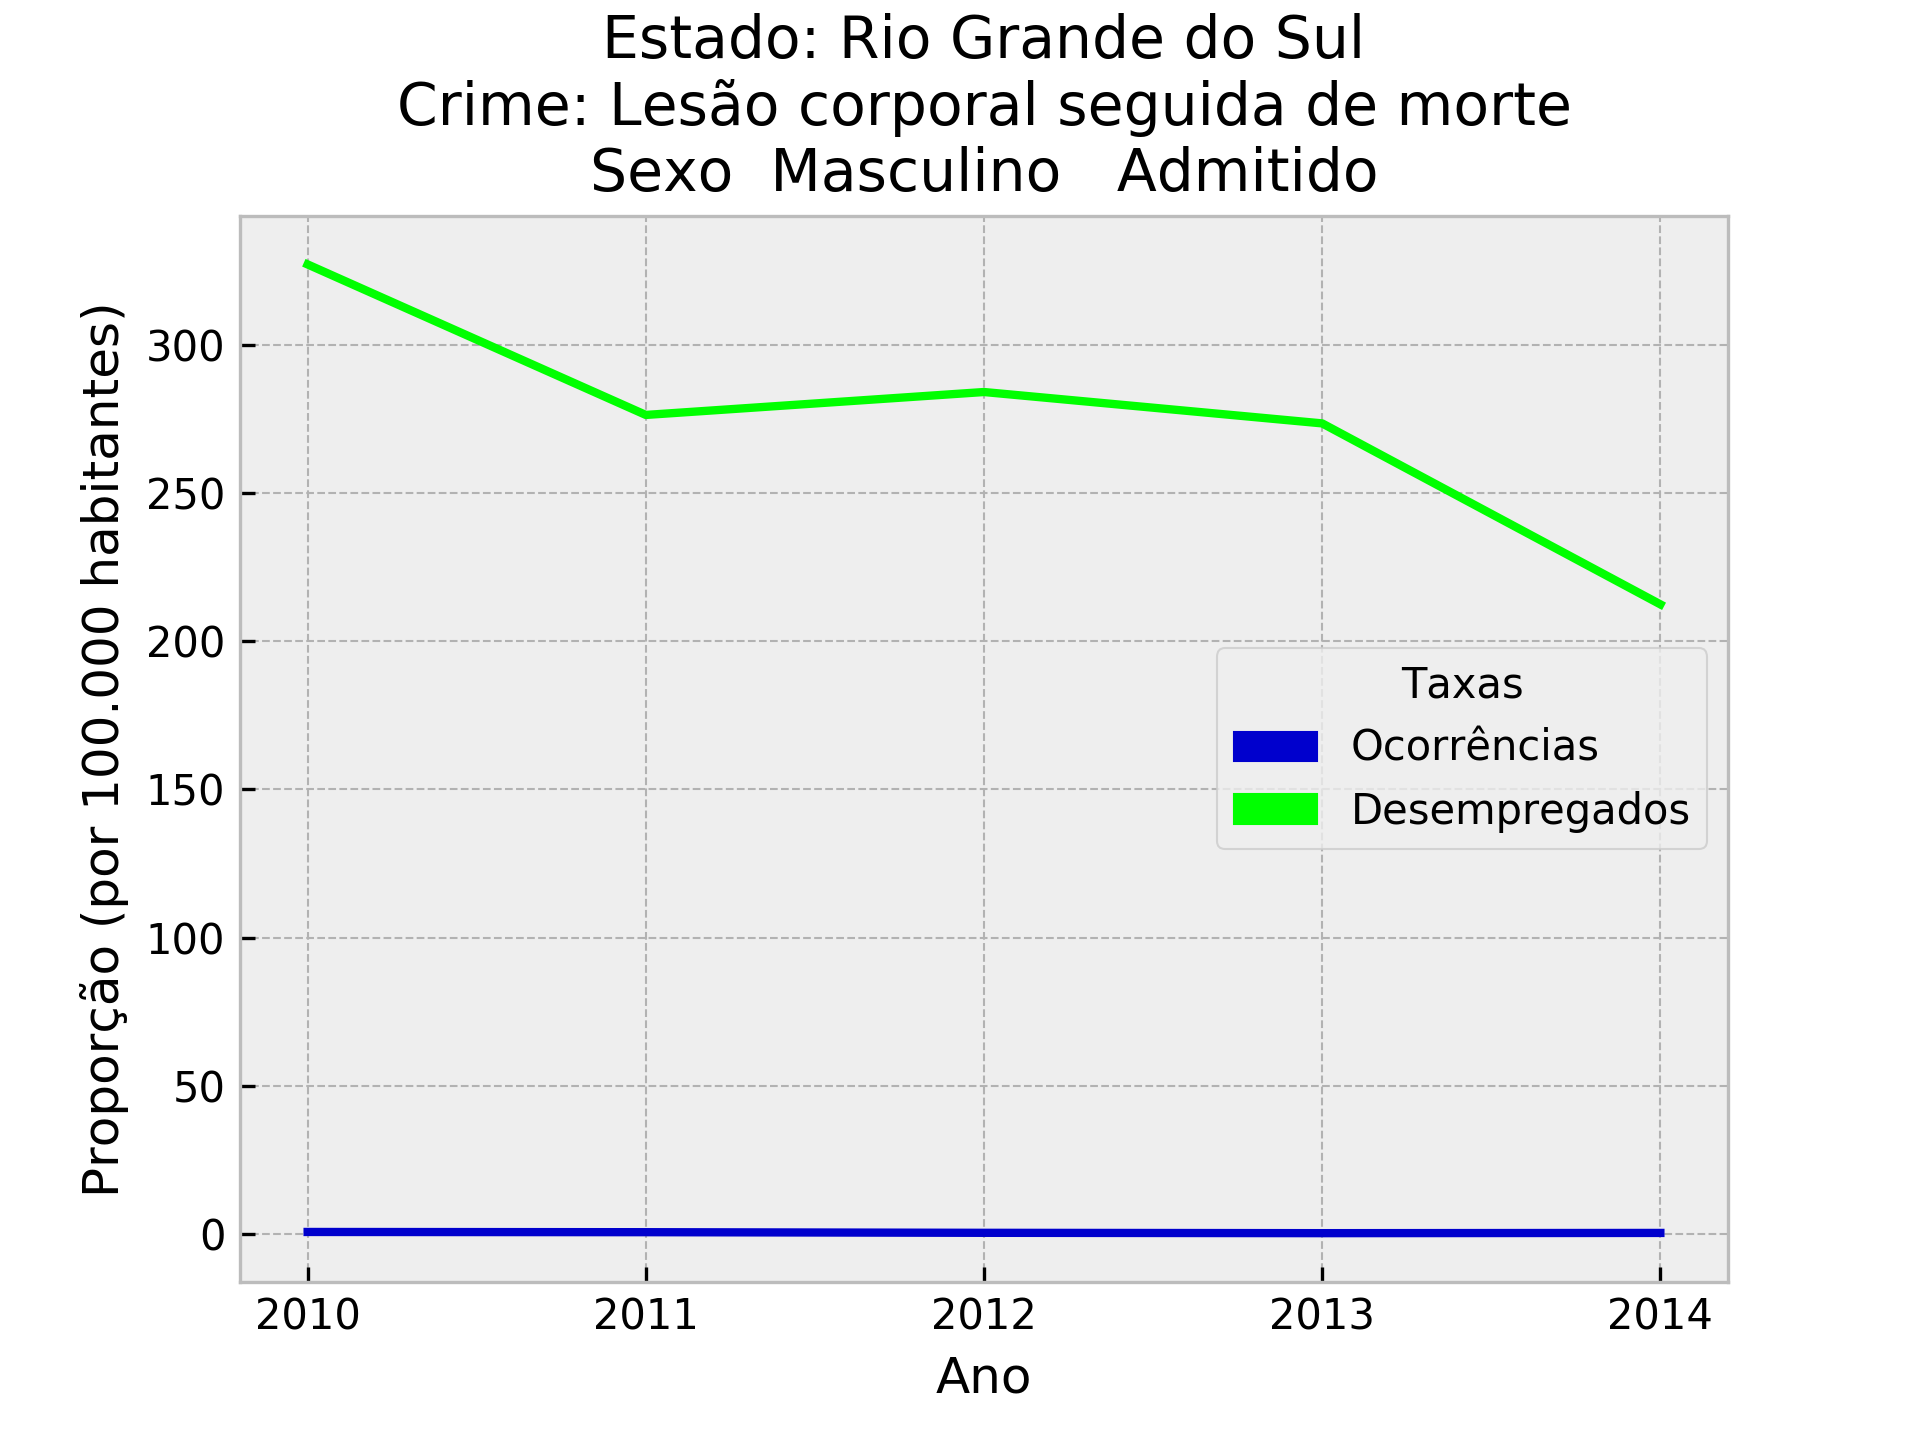 Estado: Rio Grande do Sul
Crime: Lesão corporal seguida de morte
Sexo  Masculino   Admitido
Proporção (por 100.000 habitantes)
300
250
200
150
100
50
0
Taxas
Ocorrências
Desempregados
2010 2011 2012 2013 2014
Ano